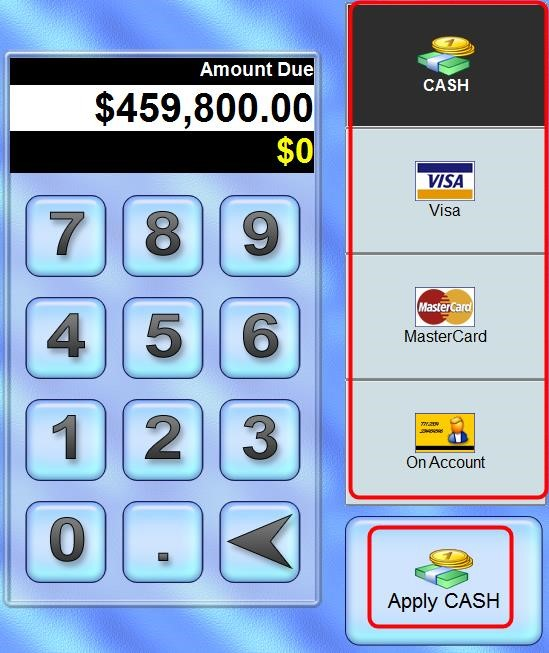 Amount Due
$459,800.00
$0
7 8 9
4 5 6
1 2 3
0 .
CASH
VISA
Visa
MasterCard
MasterCard
On Account
Apply CASH